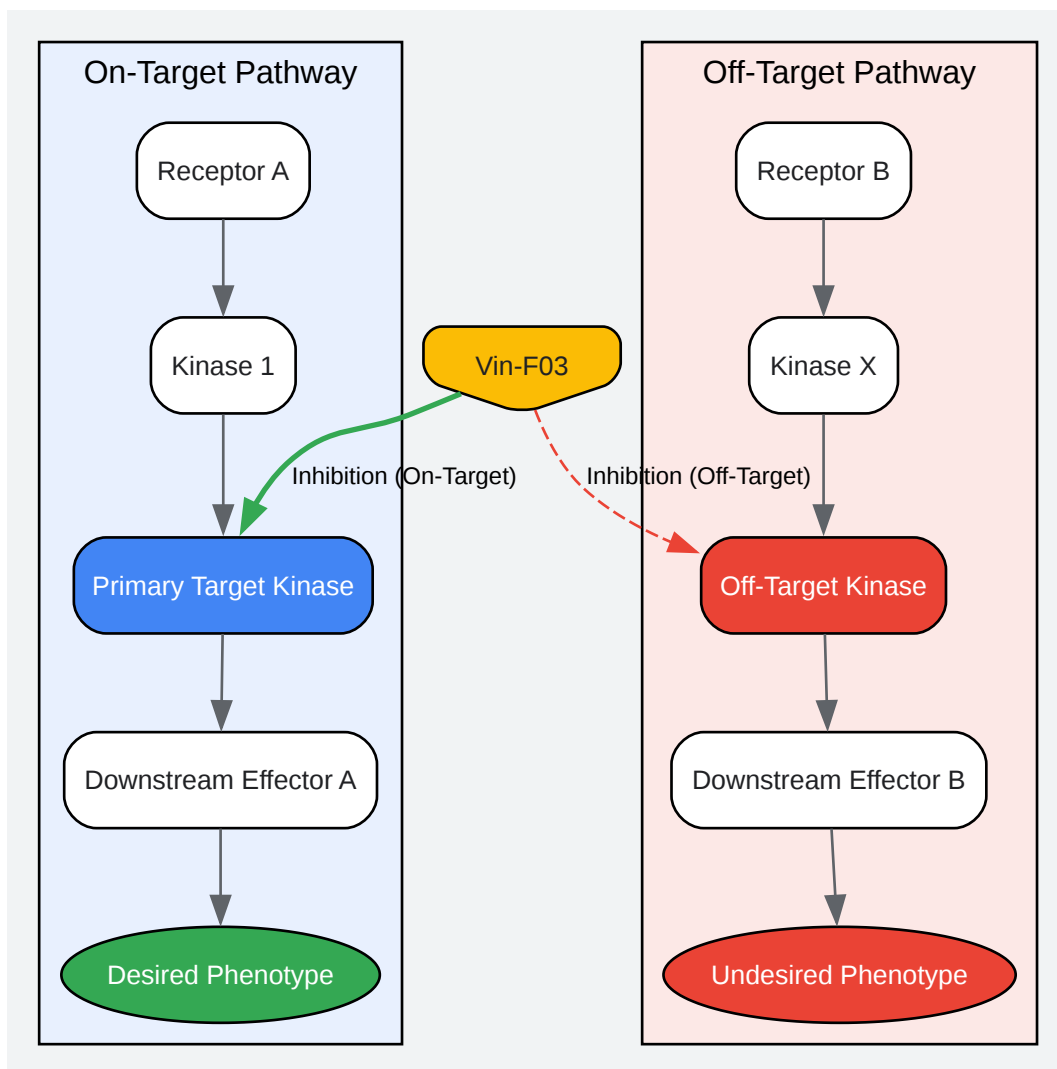 On-Target Pathway
Receptor A
Kinase 1
Primary Target Kinase
Downstream Effector A
Desired Phenotype
Vin-F03
Inhibition (On-Target)
Inhibition (Off-Target)
Off-Target Pathway
Receptor B
Kinase X
Off-Target Kinase
Downstream Effector B
Undesired Phenotype